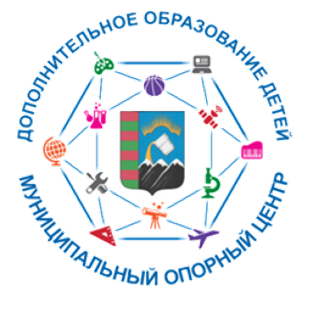 ДОПОЛНИТЕЛЬНОЕ ОБРАЗОВАНИЕ ДЕТЕЙ
МУНИЦИПАЛЬНЫЙ ОПОРНЫЙ ЦЕНТР